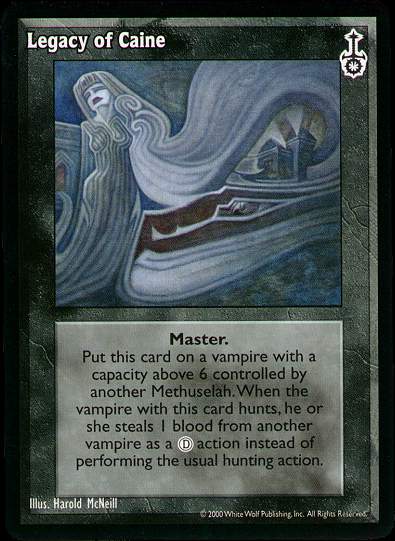 Legacy of Caine
Master.
Put this card on a vampire with a
capacity above 6 controlled by
another Methuselah. When the
vampire with this card hunts, he or
she steals 1 blood from another
vampire as a Ⓓ action instead of
performing the usual hunting action.
Illus. Harold McNeill
© 2000 White Wolf Publishing, Inc. All Rights Reserved.